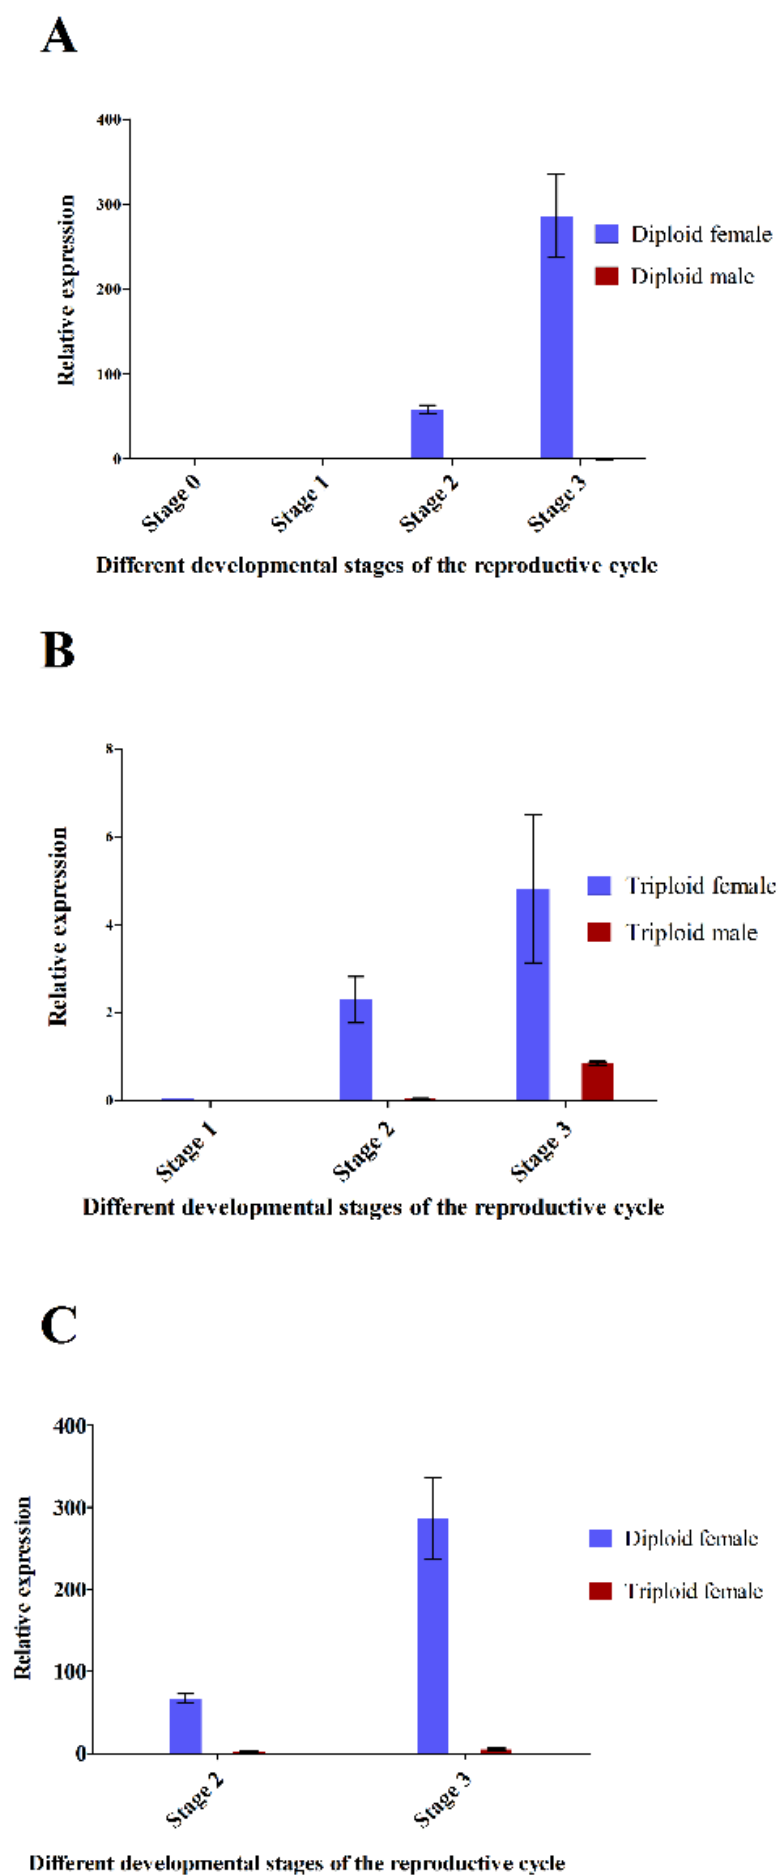 A
400
300
200
100
0
Relative expression
Diploid female
Diploid male
Stage 0
Stage 1
Stage 2
Stage 3
Different developmental stages of the reproductive cycle
B
8
6
4
2
0
Relative expression
Triploid female
Triploid male
Stage 1
Stage 2
Stage 3
Different developmental stages of the reproductive cycle
C
400
300
200
100
0
Relative expression
Diploid female
Triploid female
Stage 2
Stage 3
Different developmental stages of the reproductive cycle